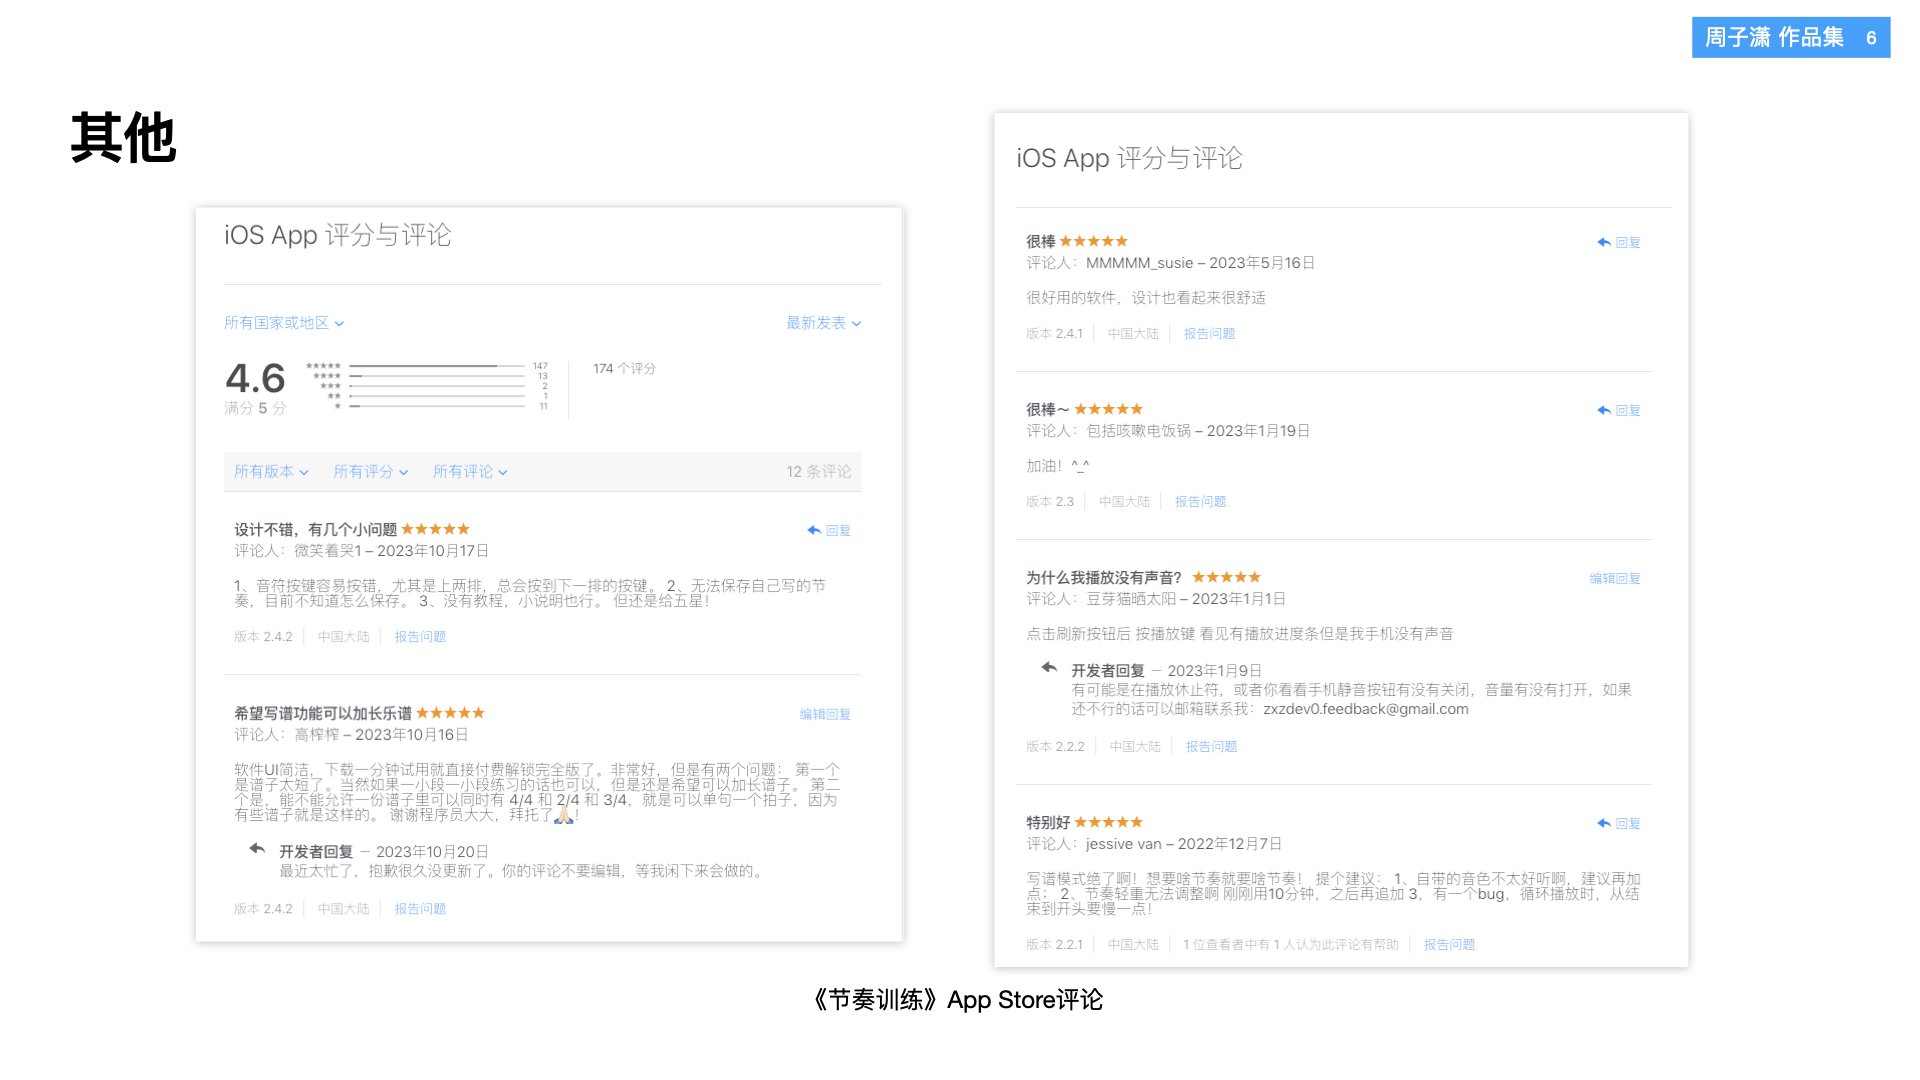 周子潇 作品集 6
其他
iOS App 评分与评论
所有国家或地区
最新发表
4.6
满分 5 分
★★★★★ 147
★★★★ 13
★★★ 2
★★ 1
★ 11
174 个评分
所有版本 所有评分 所有评论 12 条评论
设计不错，有几个小问题 ★★★★★ 回复
评论人：微笑着哭1 – 2023年10月17日
1、音符按键容易按错，尤其是上两排，总会按到下一排的按键。 2、无法保存自己写的节
奏，目前不知道怎么保存。 3、没有教程，小说明也行。 但还是给五星！
版本 2.4.2 中国大陆 报告问题
希望写谱功能可以加长乐谱 ★★★★★ 编辑回复
评论人：高榨榨 – 2023年10月16日
软件UI简洁，下载一分钟试用就直接付费解锁完全版了。非常好，但是有两个问题： 第一个
是谱子太短了。当然如果一小段一小段练习的话也可以，但是还是希望可以加长谱子。 第二
个是，能不能允许一份谱子里可以同时有 4/4 和 2/4 和 3/4，就是可以单句一个拍子，因为
有些谱子就是这样的。 谢谢程序员大大，拜托了🙏🏻！
开发者回复 – 2023年10月20日
最近太忙了，抱歉很久没更新了。你的评论不要编辑，等我闲下来会做的。
版本 2.4.2 中国大陆 报告问题
iOS App 评分与评论
很棒 ★★★★★ 回复
评论人：MMMMM_susie – 2023年5月16日
很好用的软件，设计也看起来很舒适
版本 2.4.1 中国大陆 报告问题
很棒～ ★★★★★ 回复
评论人：包括咳嗽电饭锅 – 2023年1月19日
加油！^_^
版本 2.3 中国大陆 报告问题
为什么我播放没有声音？ ★★★★★ 编辑回复
评论人：豆芽猫晒太阳 – 2023年1月1日
点击刷新按钮后 按播放键 看见有播放进度条但是我手机没有声音
开发者回复 – 2023年1月9日
有可能是在播放休止符，或者你看看手机静音按钮有没有关闭，音量有没有打开，如果
还不行的话可以邮箱联系我：zxzdev0.feedback@gmail.com
版本 2.2.2 中国大陆 报告问题
特别好 ★★★★★ 回复
评论人：jessive van – 2022年12月7日
写谱模式绝了啊！想要啥节奏就要啥节奏！ 提个建议： 1、自带的音色不太好听啊，建议再加
点； 2、节奏轻重无法调整啊 刚刚用10分钟，之后再追加 3，有一个bug，循环播放时，从结
束到开头要慢一点！
版本 2.2.1 中国大陆 1 位查看者中有 1 人认为此评论有帮助 报告问题
《节奏训练》App Store评论